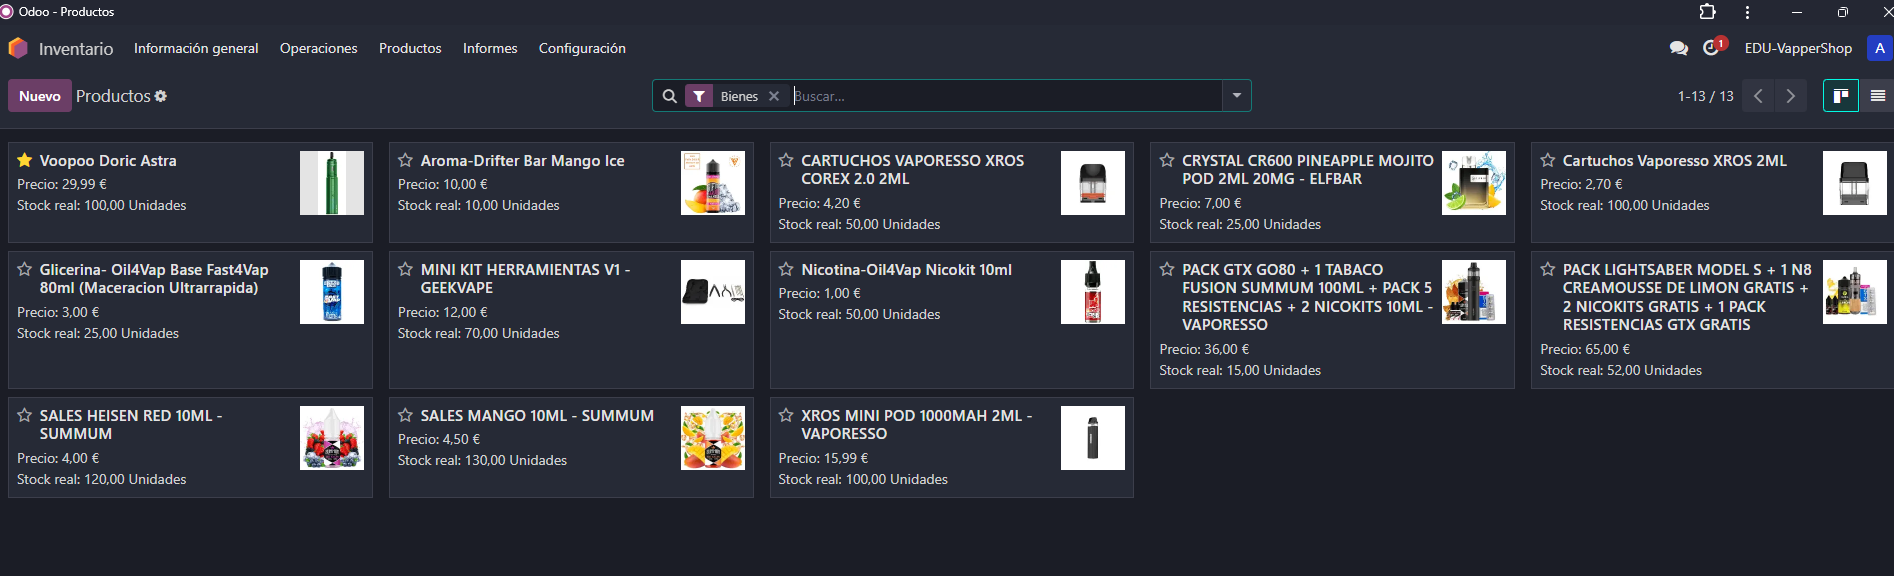 Odoo - Productos
Inventario
Información general
Operaciones
Productos
Informes
Configuración
1
EDU-VapperShop
A
Nuevo
Productos
Bienes
Buscar...
1-13 / 13
Voopoo Doric Astra
Precio: 29,99 €
Stock real: 100,00 Unidades
Aroma-Drifter Bar Mango Ice
Precio: 10,00 €
Stock real: 10,00 Unidades
CARTUCHOS VAPORESSO XROS
COREX 2.0 2ML
Precio: 4,20 €
Stock real: 50,00 Unidades
CRYSTAL CR600 PINEAPPLE MOJITO
POD 2ML 20MG - ELFBAR
Precio: 7,00 €
Stock real: 25,00 Unidades
Cartuchos Vaporesso XROS 2ML
Precio: 2,70 €
Stock real: 100,00 Unidades
Glicerina- Oil4Vap Base Fast4Vap
80ml (Maceracion Ultrarrapida)
Precio: 3,00 €
Stock real: 25,00 Unidades
MINI KIT HERRAMIENTAS V1 -
GEEKVAPE
Precio: 12,00 €
Stock real: 70,00 Unidades
Nicotina-Oil4Vap Nicokit 10ml
Precio: 1,00 €
Stock real: 50,00 Unidades
PACK GTX GO80 + 1 TABACO
FUSION SUMMUM 100ML + PACK 5
RESISTENCIAS + 2 NICOKITS 10ML -
VAPORESSO
Precio: 36,00 €
Stock real: 15,00 Unidades
PACK LIGHTSABER MODEL S + 1 N8
CREAMOUSSE DE LIMON GRATIS +
2 NICOKITS GRATIS + 1 PACK
RESISTENCIAS GTX GRATIS
Precio: 65,00 €
Stock real: 52,00 Unidades
SALES HEISEN RED 10ML -
SUMMUM
Precio: 4,00 €
Stock real: 120,00 Unidades
SALES MANGO 10ML - SUMMUM
Precio: 4,50 €
Stock real: 130,00 Unidades
XROS MINI POD 1000MAH 2ML -
VAPORESSO
Precio: 15,99 €
Stock real: 100,00 Unidades